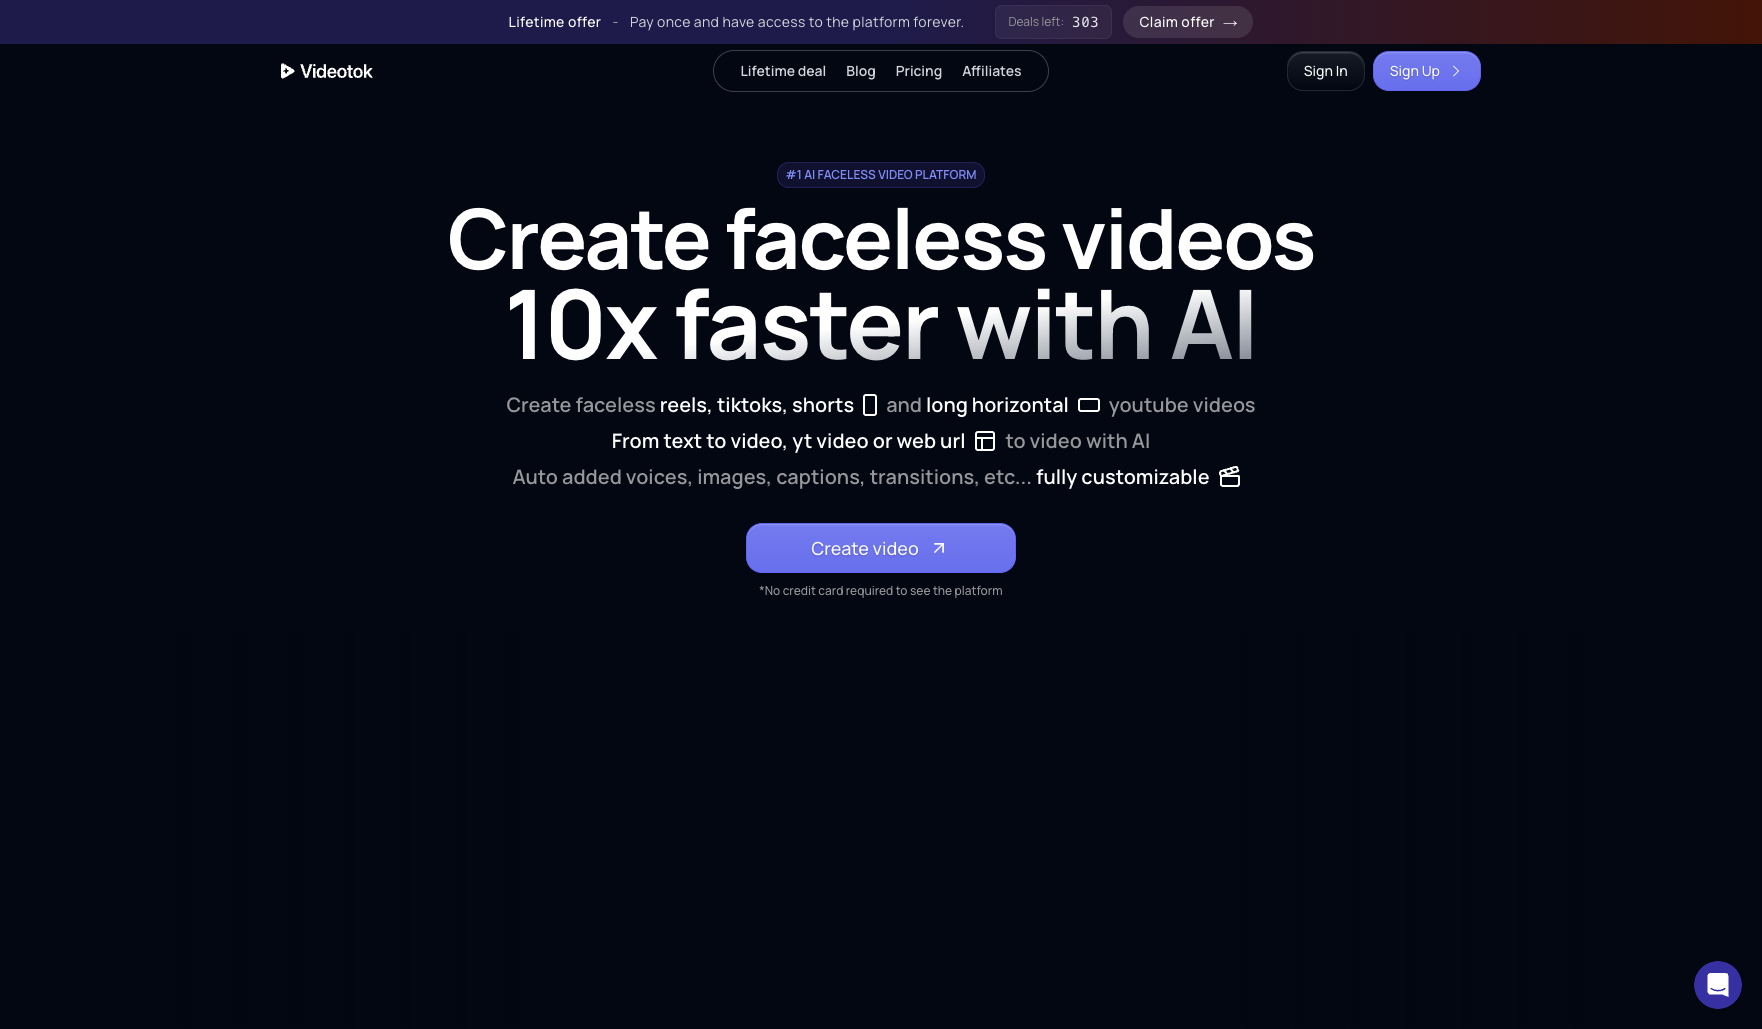 Lifetime offer - Pay once and have access to the platform forever. Deals left: 303 Claim offer →
Videotok Lifetime deal Blog Pricing Affiliates Sign In Sign Up
#1 AI FACELESS VIDEO PLATFORM
Create faceless videos
10x faster with AI
Create faceless reels, tiktoks, shorts and long horizontal youtube videos
From text to video, yt video or web url to video with AI
Auto added voices, images, captions, transitions, etc... fully customizable
Create video
*No credit card required to see the platform